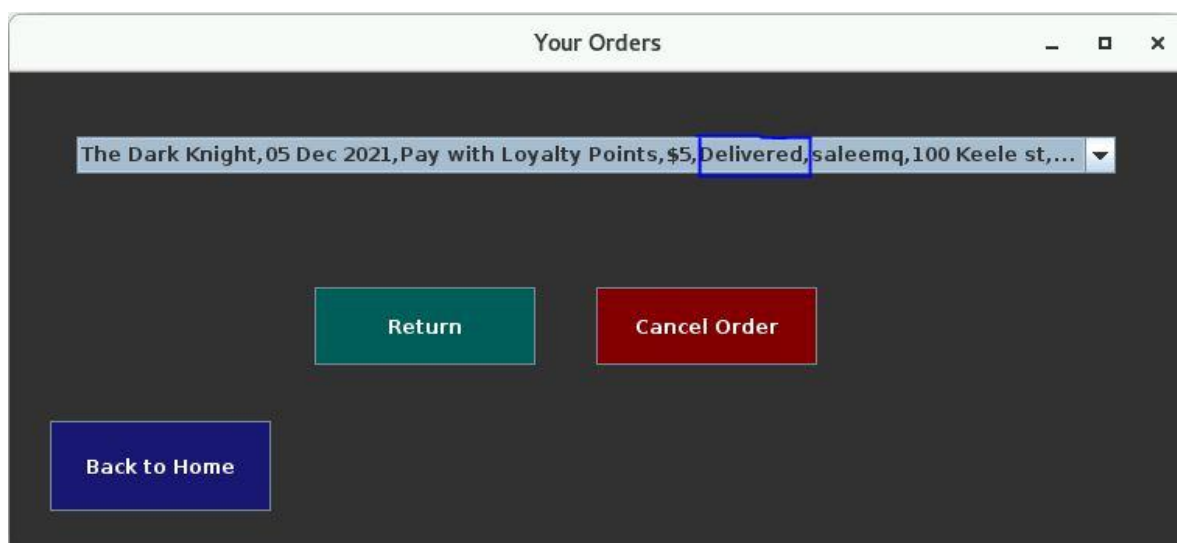 Your Orders
The Dark Knight,05 Dec 2021,Pay with Loyalty Points,$5,Delivered,saleemq,100 Keele st,...
Return
Cancel Order
Back to Home